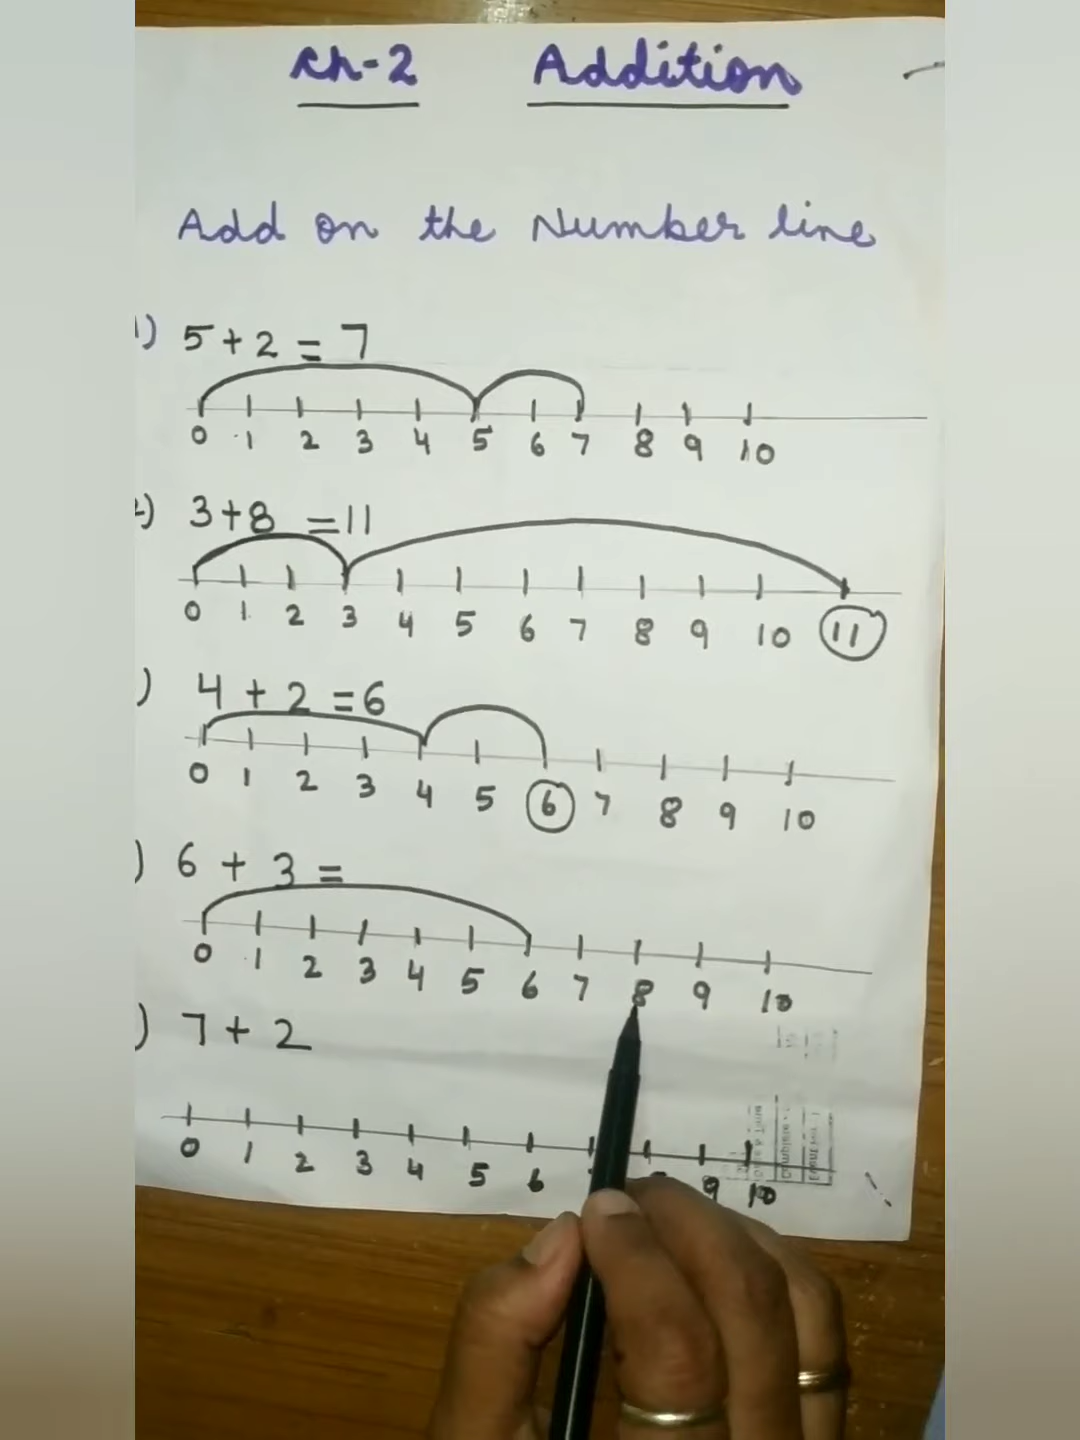 Ch-2 Addition
Add on the Number line
1) 5+2 = 7
0 1 2 3 4 5 6 7 8 9 10
2) 3+8 =11
0 1 2 3 4 5 6 7 8 9 10 11
) 4 + 2 =6
0 1 2 3 4 5 6 7 8 9 10
) 6 + 3 =
0 1 2 3 4 5 6 7 8 9 10
) 7 + 2
0 1 2 3 4 5 6 9 10